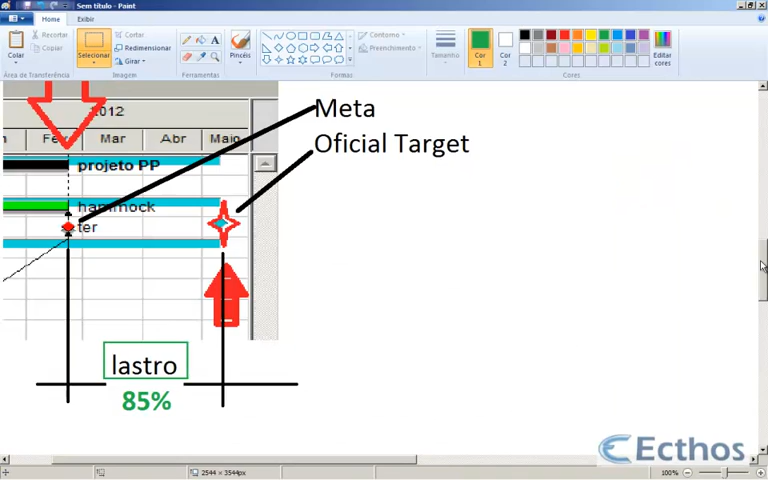 Sem título - Paint
Home Exibir
Colar
Recortar
Copiar
Área de Transferência
Selecionar
Cortar
Redimensionar
Girar
Imagem
Ferramentas
Pincéis
Contorno
Preenchimento
Formas
Tamanho
Cor 1
Cor 2
Editar cores
Cores
2012
Mar Abr Maio
projeto PP
hammock
ter
Meta
Oficial Target
lastro
85%
Ecthos
2544 × 3544px
100%